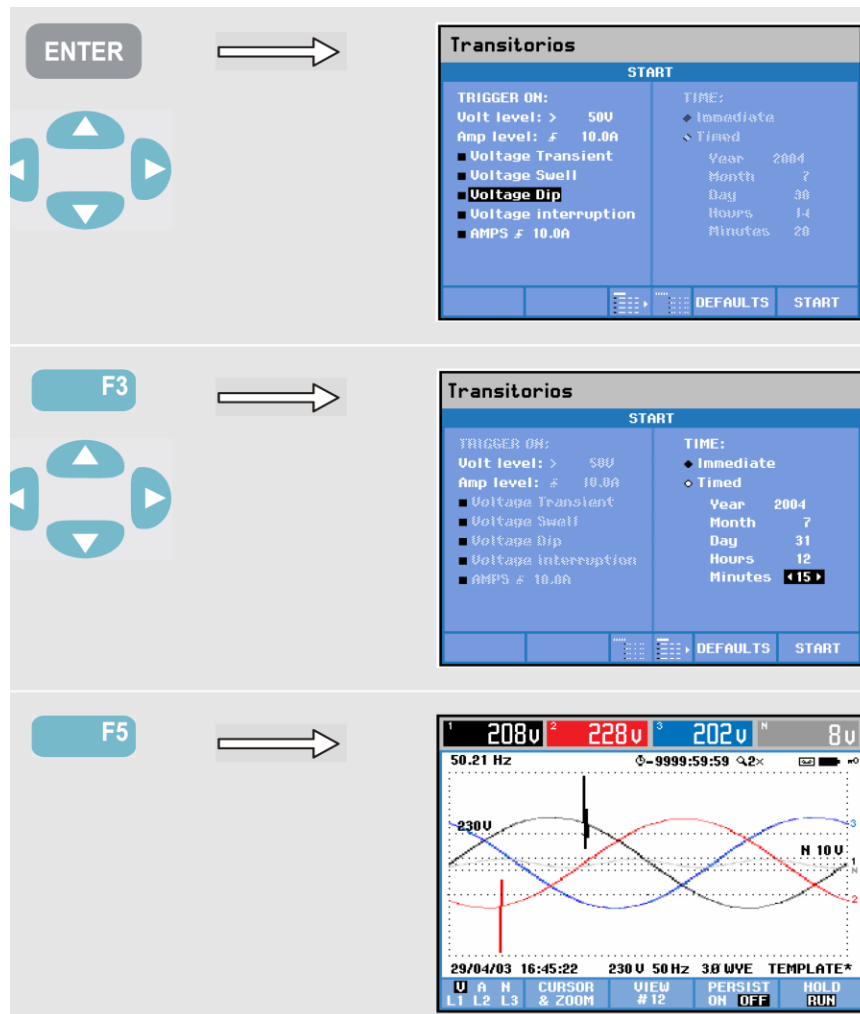 ENTER
Transitorios
START
TRIGGER ON:
Volt level: > 50V
Amp level: 10.0A
Voltage Transient
Voltage Swell
Voltage Dip
Voltage interruption
AMPS 10.0A
TIME:
Immediate
Timed
Year 2004
Month 7
Day 30
Hours 14
Minutes 20
DEFAULTS START
F3
Transitorios
START
TRIGGER ON:
Volt level: > 50V
Amp level: 10.0A
Voltage Transient
Voltage Swell
Voltage Dip
Voltage interruption
AMPS 10.0A
TIME:
Immediate
Timed
Year 2004
Month 7
Day 31
Hours 12
Minutes 15
DEFAULTS START
F5
1 208V 2 228V 3 202V N 8V
50.21 Hz -9999:59:59 2×
230V
3
N 10V
1
N
2
29/04/03 16:45:22 230V 50Hz 3Ø WYE TEMPLATE*
V A N CURSOR VIEW PERSIST HOLD
L1 L2 L3 & ZOOM #12 ON OFF RUN